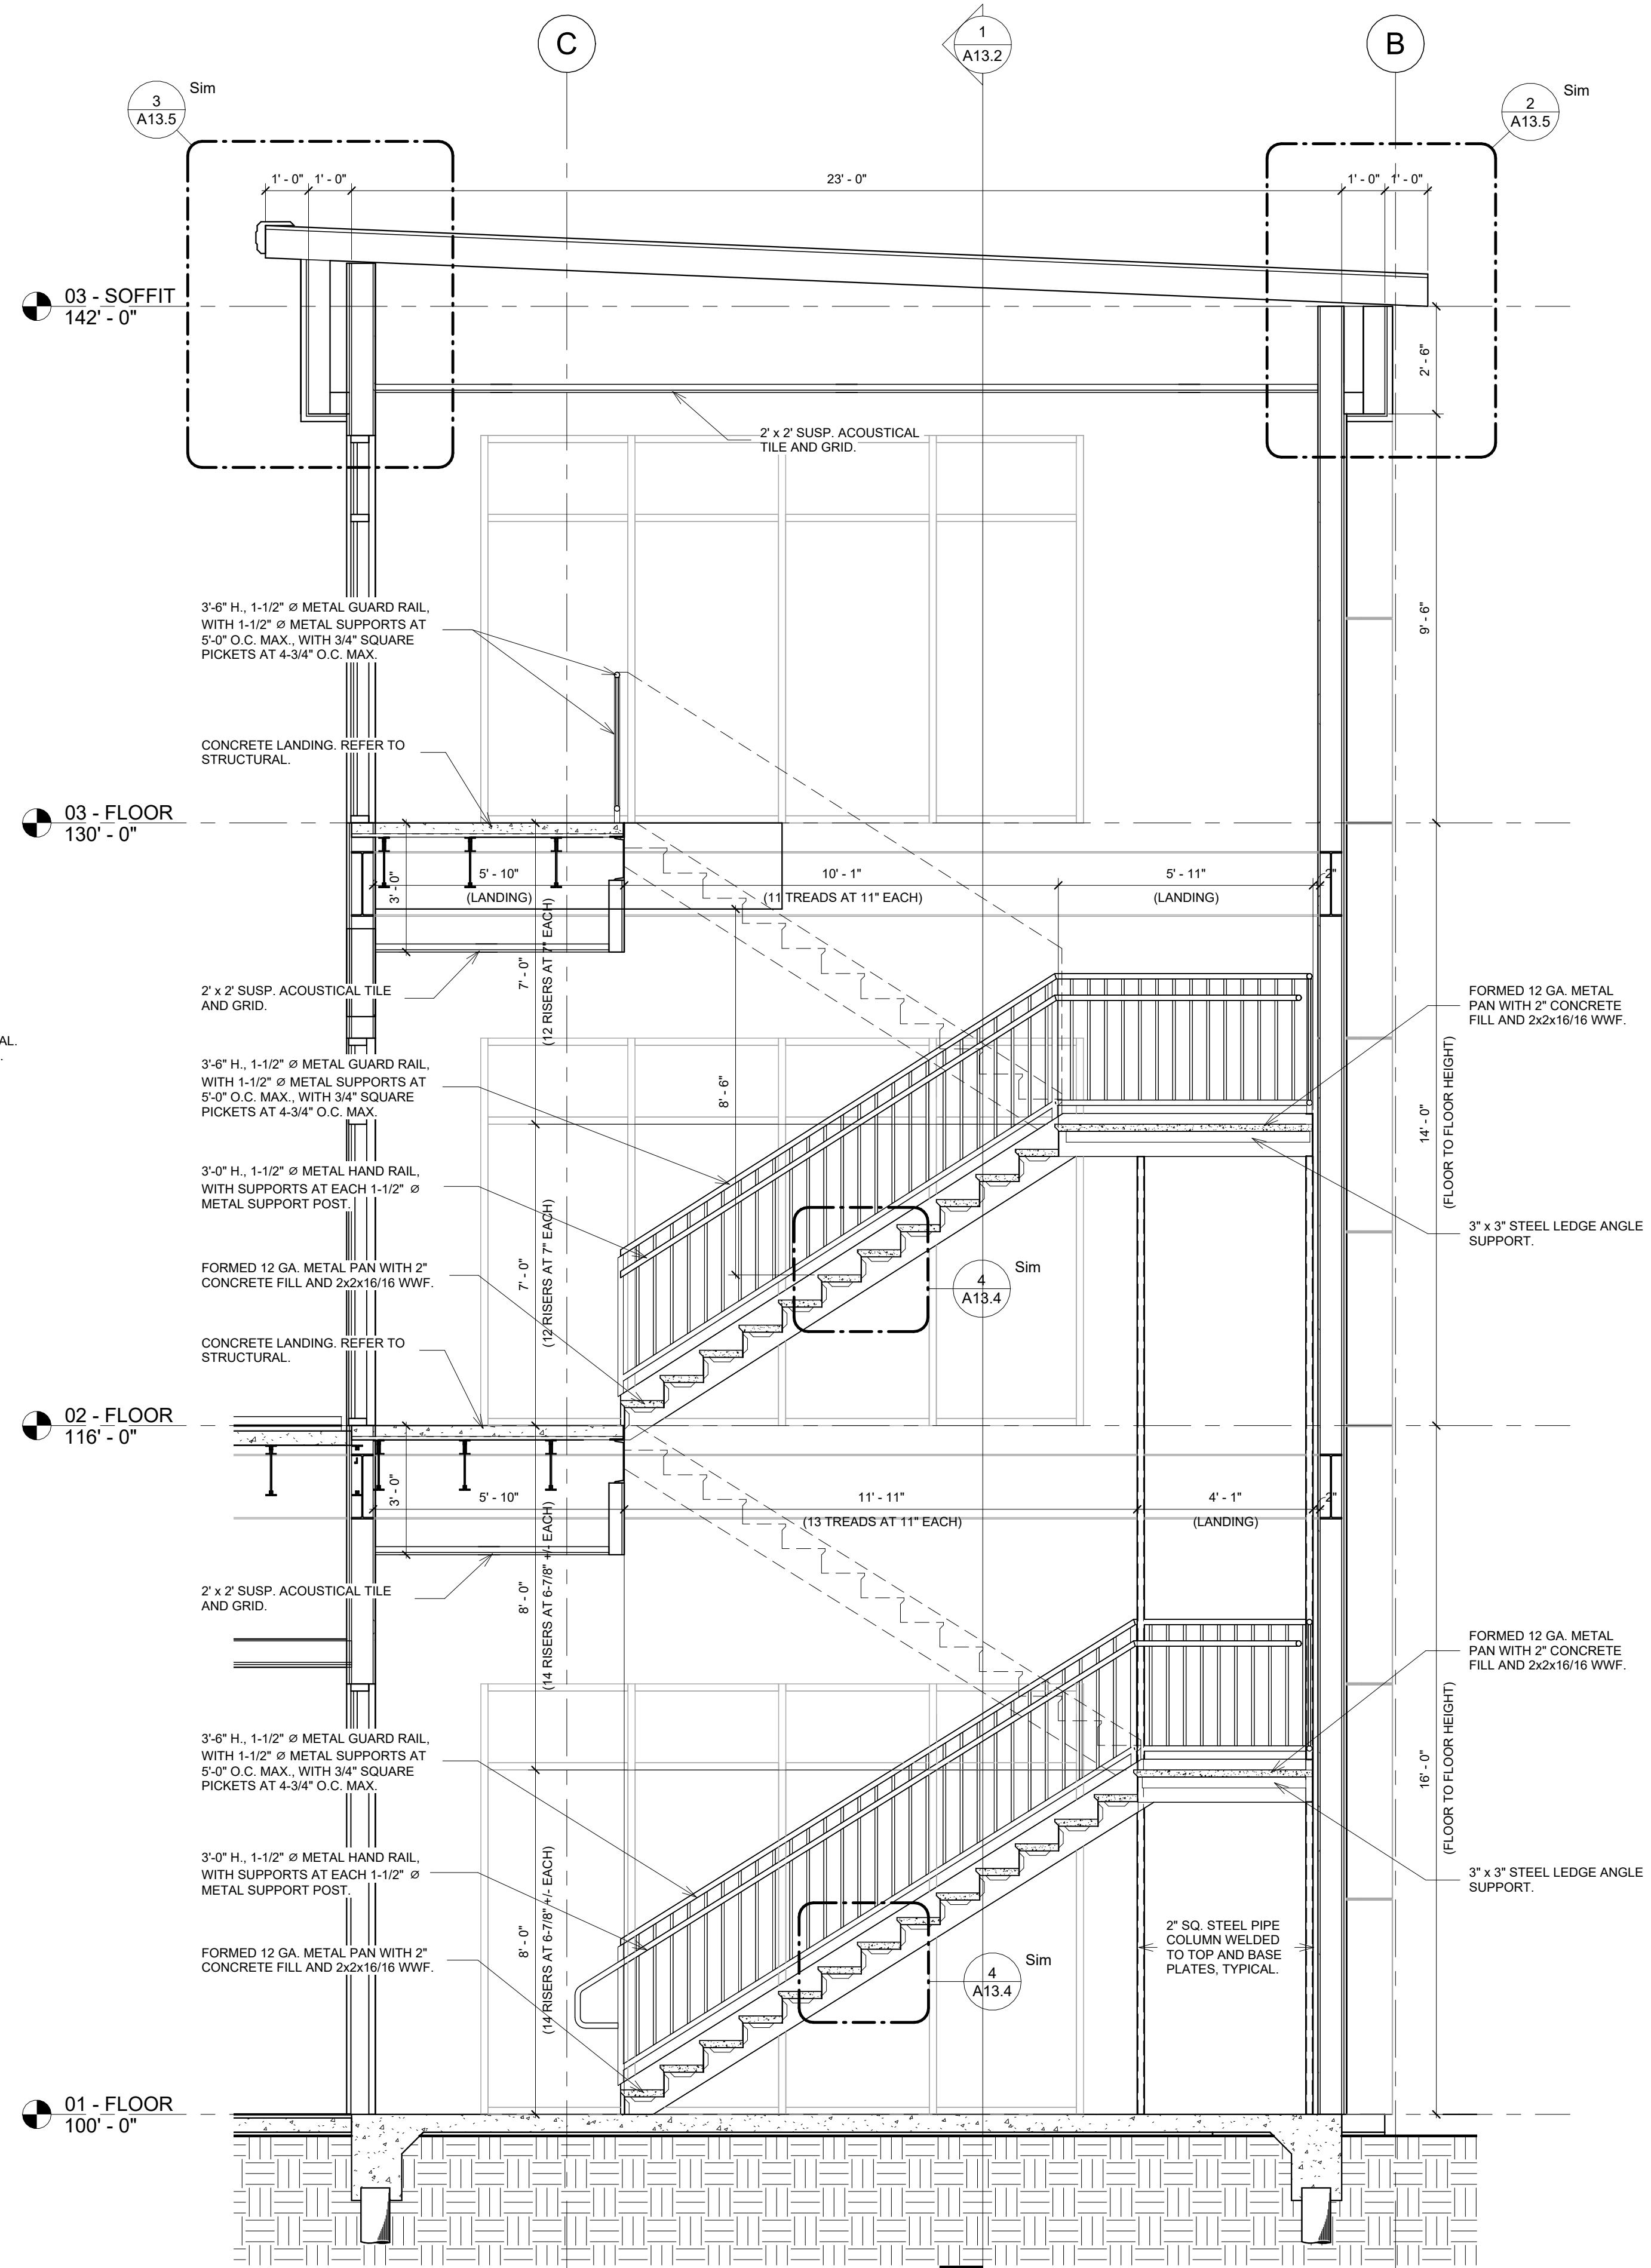 C
1
A13.2
B
3
A13.5
Sim
2
A13.5
Sim
1' - 0"
1' - 0"
23' - 0"
1' - 0"
1' - 0"
03 - SOFFIT
142' - 0"
2' - 6"
2' x 2' SUSP. ACOUSTICAL
TILE AND GRID.
3'-6" H., 1-1/2" ⌀ METAL GUARD RAIL,
WITH 1-1/2" ⌀ METAL SUPPORTS AT
5'-0" O.C. MAX., WITH 3/4" SQUARE
PICKETS AT 4-3/4" O.C. MAX.
9' - 6"
CONCRETE LANDING. REFER TO
STRUCTURAL.
03 - FLOOR
130' - 0"
3' - 0"
5' - 10"
(LANDING)
10' - 1"
(11 TREADS AT 11" EACH)
5' - 11"
(LANDING)
2"
7' - 0"
(12 RISERS AT 7" EACH)
2' x 2' SUSP. ACOUSTICAL TILE
AND GRID.
FORMED 12 GA. METAL
PAN WITH 2" CONCRETE
FILL AND 2x2x16/16 WWF.
AL.
.
3'-6" H., 1-1/2" ⌀ METAL GUARD RAIL,
WITH 1-1/2" ⌀ METAL SUPPORTS AT
5'-0" O.C. MAX., WITH 3/4" SQUARE
PICKETS AT 4-3/4" O.C. MAX.
8' - 6"
14' - 0"
(FLOOR TO FLOOR HEIGHT)
3'-0" H., 1-1/2" ⌀ METAL HAND RAIL,
WITH SUPPORTS AT EACH 1-1/2" ⌀
METAL SUPPORT POST.
3" x 3" STEEL LEDGE ANGLE
SUPPORT.
7' - 0"
(12 RISERS AT 7" EACH)
FORMED 12 GA. METAL PAN WITH 2"
CONCRETE FILL AND 2x2x16/16 WWF.
4
A13.4
Sim
CONCRETE LANDING. REFER TO
STRUCTURAL.
02 - FLOOR
116' - 0"
3' - 0"
5' - 10"
11' - 11"
(13 TREADS AT 11" EACH)
4' - 1"
(LANDING)
2"
8' - 0"
(14 RISERS AT 6-7/8" +/- EACH)
2' x 2' SUSP. ACOUSTICAL TILE
AND GRID.
FORMED 12 GA. METAL
PAN WITH 2" CONCRETE
FILL AND 2x2x16/16 WWF.
3'-6" H., 1-1/2" ⌀ METAL GUARD RAIL,
WITH 1-1/2" ⌀ METAL SUPPORTS AT
5'-0" O.C. MAX., WITH 3/4" SQUARE
PICKETS AT 4-3/4" O.C. MAX.
16' - 0"
(FLOOR TO FLOOR HEIGHT)
3'-0" H., 1-1/2" ⌀ METAL HAND RAIL,
WITH SUPPORTS AT EACH 1-1/2" ⌀
METAL SUPPORT POST.
3" x 3" STEEL LEDGE ANGLE
SUPPORT.
8' - 0"
(14 RISERS AT 6-7/8" +/- EACH)
FORMED 12 GA. METAL PAN WITH 2"
CONCRETE FILL AND 2x2x16/16 WWF.
4
A13.4
Sim
2" SQ. STEEL PIPE
COLUMN WELDED
TO TOP AND BASE
PLATES, TYPICAL.
01 - FLOOR
100' - 0"